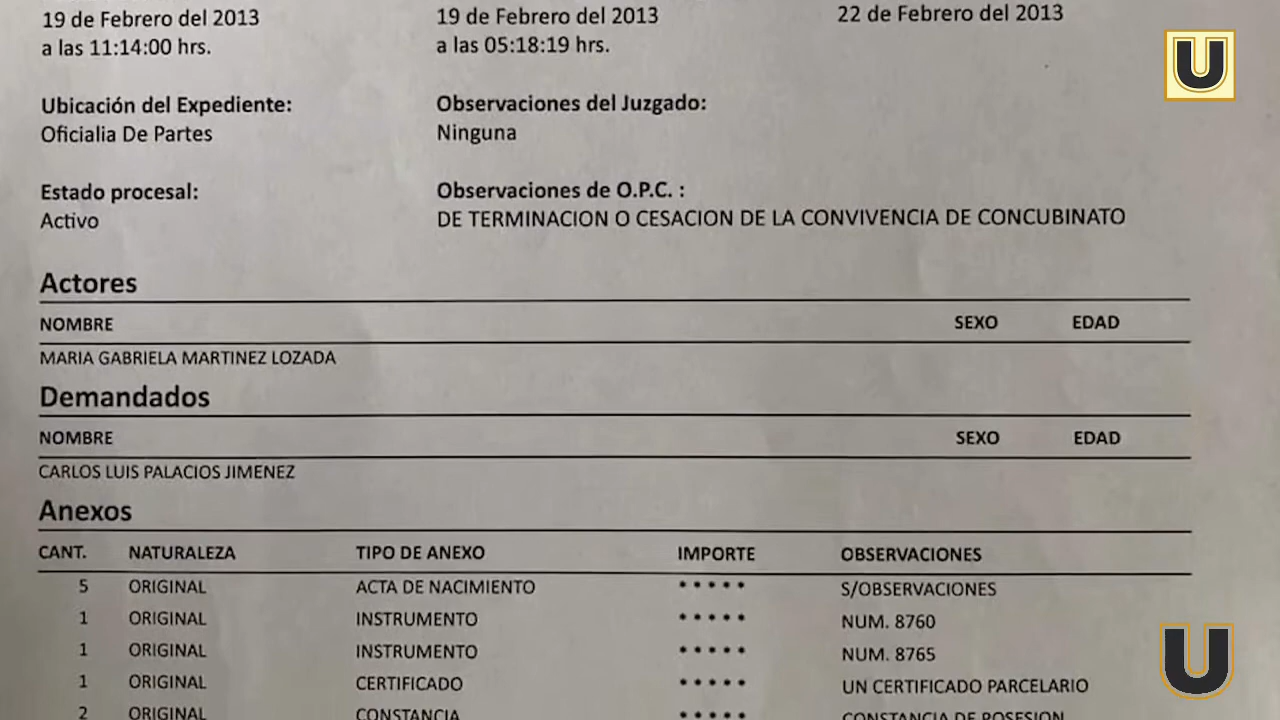 19 de Febrero del 2013 19 de Febrero del 2013 22 de Febrero del 2013
a las 11:14:00 hrs. a las 05:18:19 hrs.
U
Ubicación del Expediente: Observaciones del Juzgado:
Oficialia De Partes Ninguna
Estado procesal: Observaciones de O.P.C. :
Activo DE TERMINACION O CESACION DE LA CONVIVENCIA DE CONCUBINATO
Actores
NOMBRE SEXO EDAD
MARIA GABRIELA MARTINEZ LOZADA
Demandados
NOMBRE SEXO EDAD
CARLOS LUIS PALACIOS JIMENEZ
Anexos
CANT. NATURALEZA TIPO DE ANEXO IMPORTE OBSERVACIONES
5 ORIGINAL ACTA DE NACIMIENTO ***** S/OBSERVACIONES
1 ORIGINAL INSTRUMENTO ***** NUM. 8760
1 ORIGINAL INSTRUMENTO ***** NUM. 8765
1 ORIGINAL CERTIFICADO ***** UN CERTIFICADO PARCELARIO
2 ORIGINAL CONSTANCIA ***** CONSTANCIA DE POSESION
U